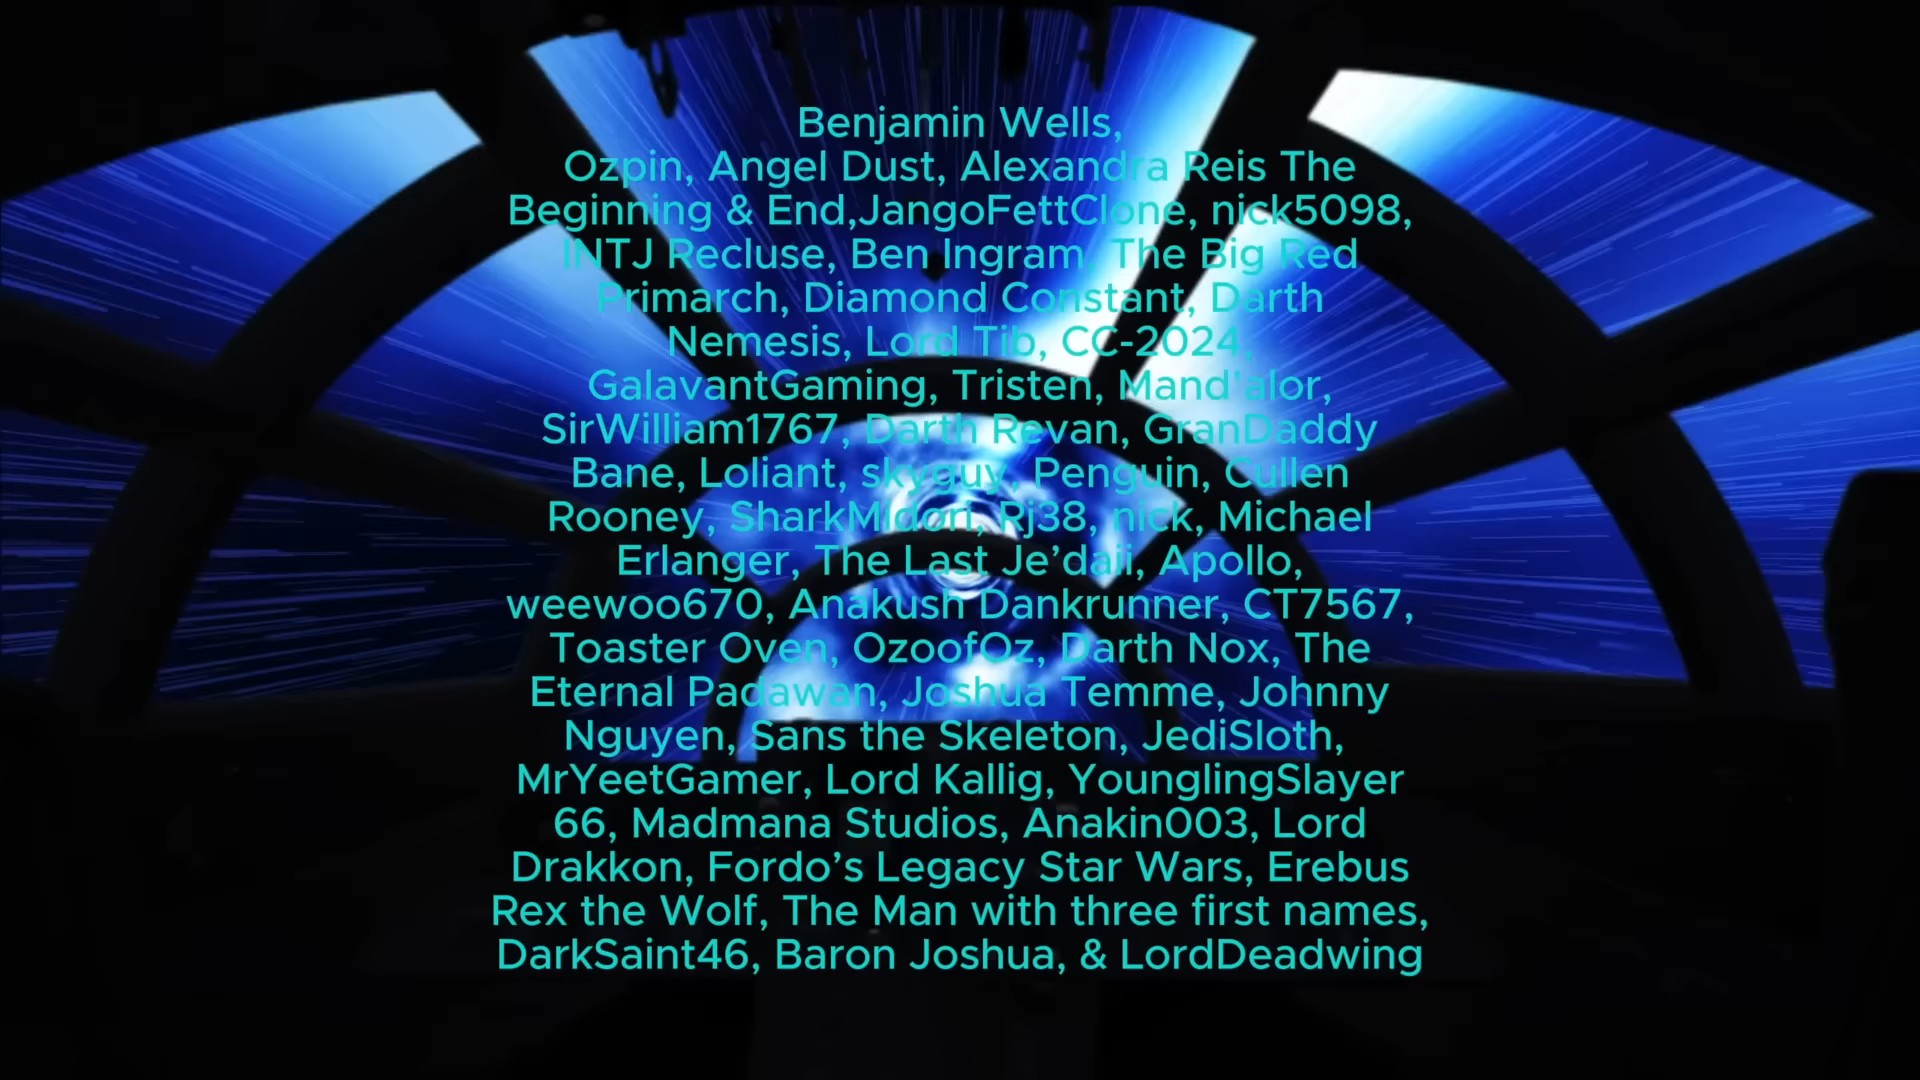 Benjamin Wells,
Ozpin, Angel Dust, Alexandra Reis The
Beginning & End,JangoFettClone, nick5098,
INTJ Recluse, Ben Ingram, The Big Red
Primarch, Diamond Constant, Darth
Nemesis, Lord Tib, CC-2024,
GalavantGaming, Tristen, Mand'alor,
SirWilliam1767, Darth Revan, GranDaddy
Bane, Loliant, skyguy, Penguin, Cullen
Rooney, SharkMidori, Rj38, nick, Michael
Erlanger, The Last Je’daii, Apollo,
weewoo670, Anakush Dankrunner, CT7567,
Toaster Oven, OzoofOz, Darth Nox, The
Eternal Padawan, Joshua Temme, Johnny
Nguyen, Sans the Skeleton, JediSloth,
MrYeetGamer, Lord Kallig, YounglingSlayer
66, Madmana Studios, Anakin003, Lord
Drakkon, Fordo’s Legacy Star Wars, Erebus
Rex the Wolf, The Man with three first names,
DarkSaint46, Baron Joshua, & LordDeadwing